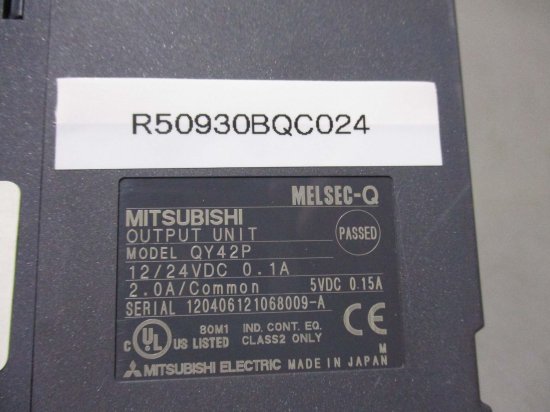 R50930BQC024
MELSEC-Q
MITSUBISHI
OUTPUT UNIT
PASSED
MODEL QY42P
12/24VDC 0.1A
2.0A/Common 5VDC 0.15A
SERIAL 120406121068009-A
C UL US LISTED 80M1 IND. CONT. EQ.
CLASS2 ONLY
CE
M
MITSUBISHI ELECTRIC MADE IN JAPAN